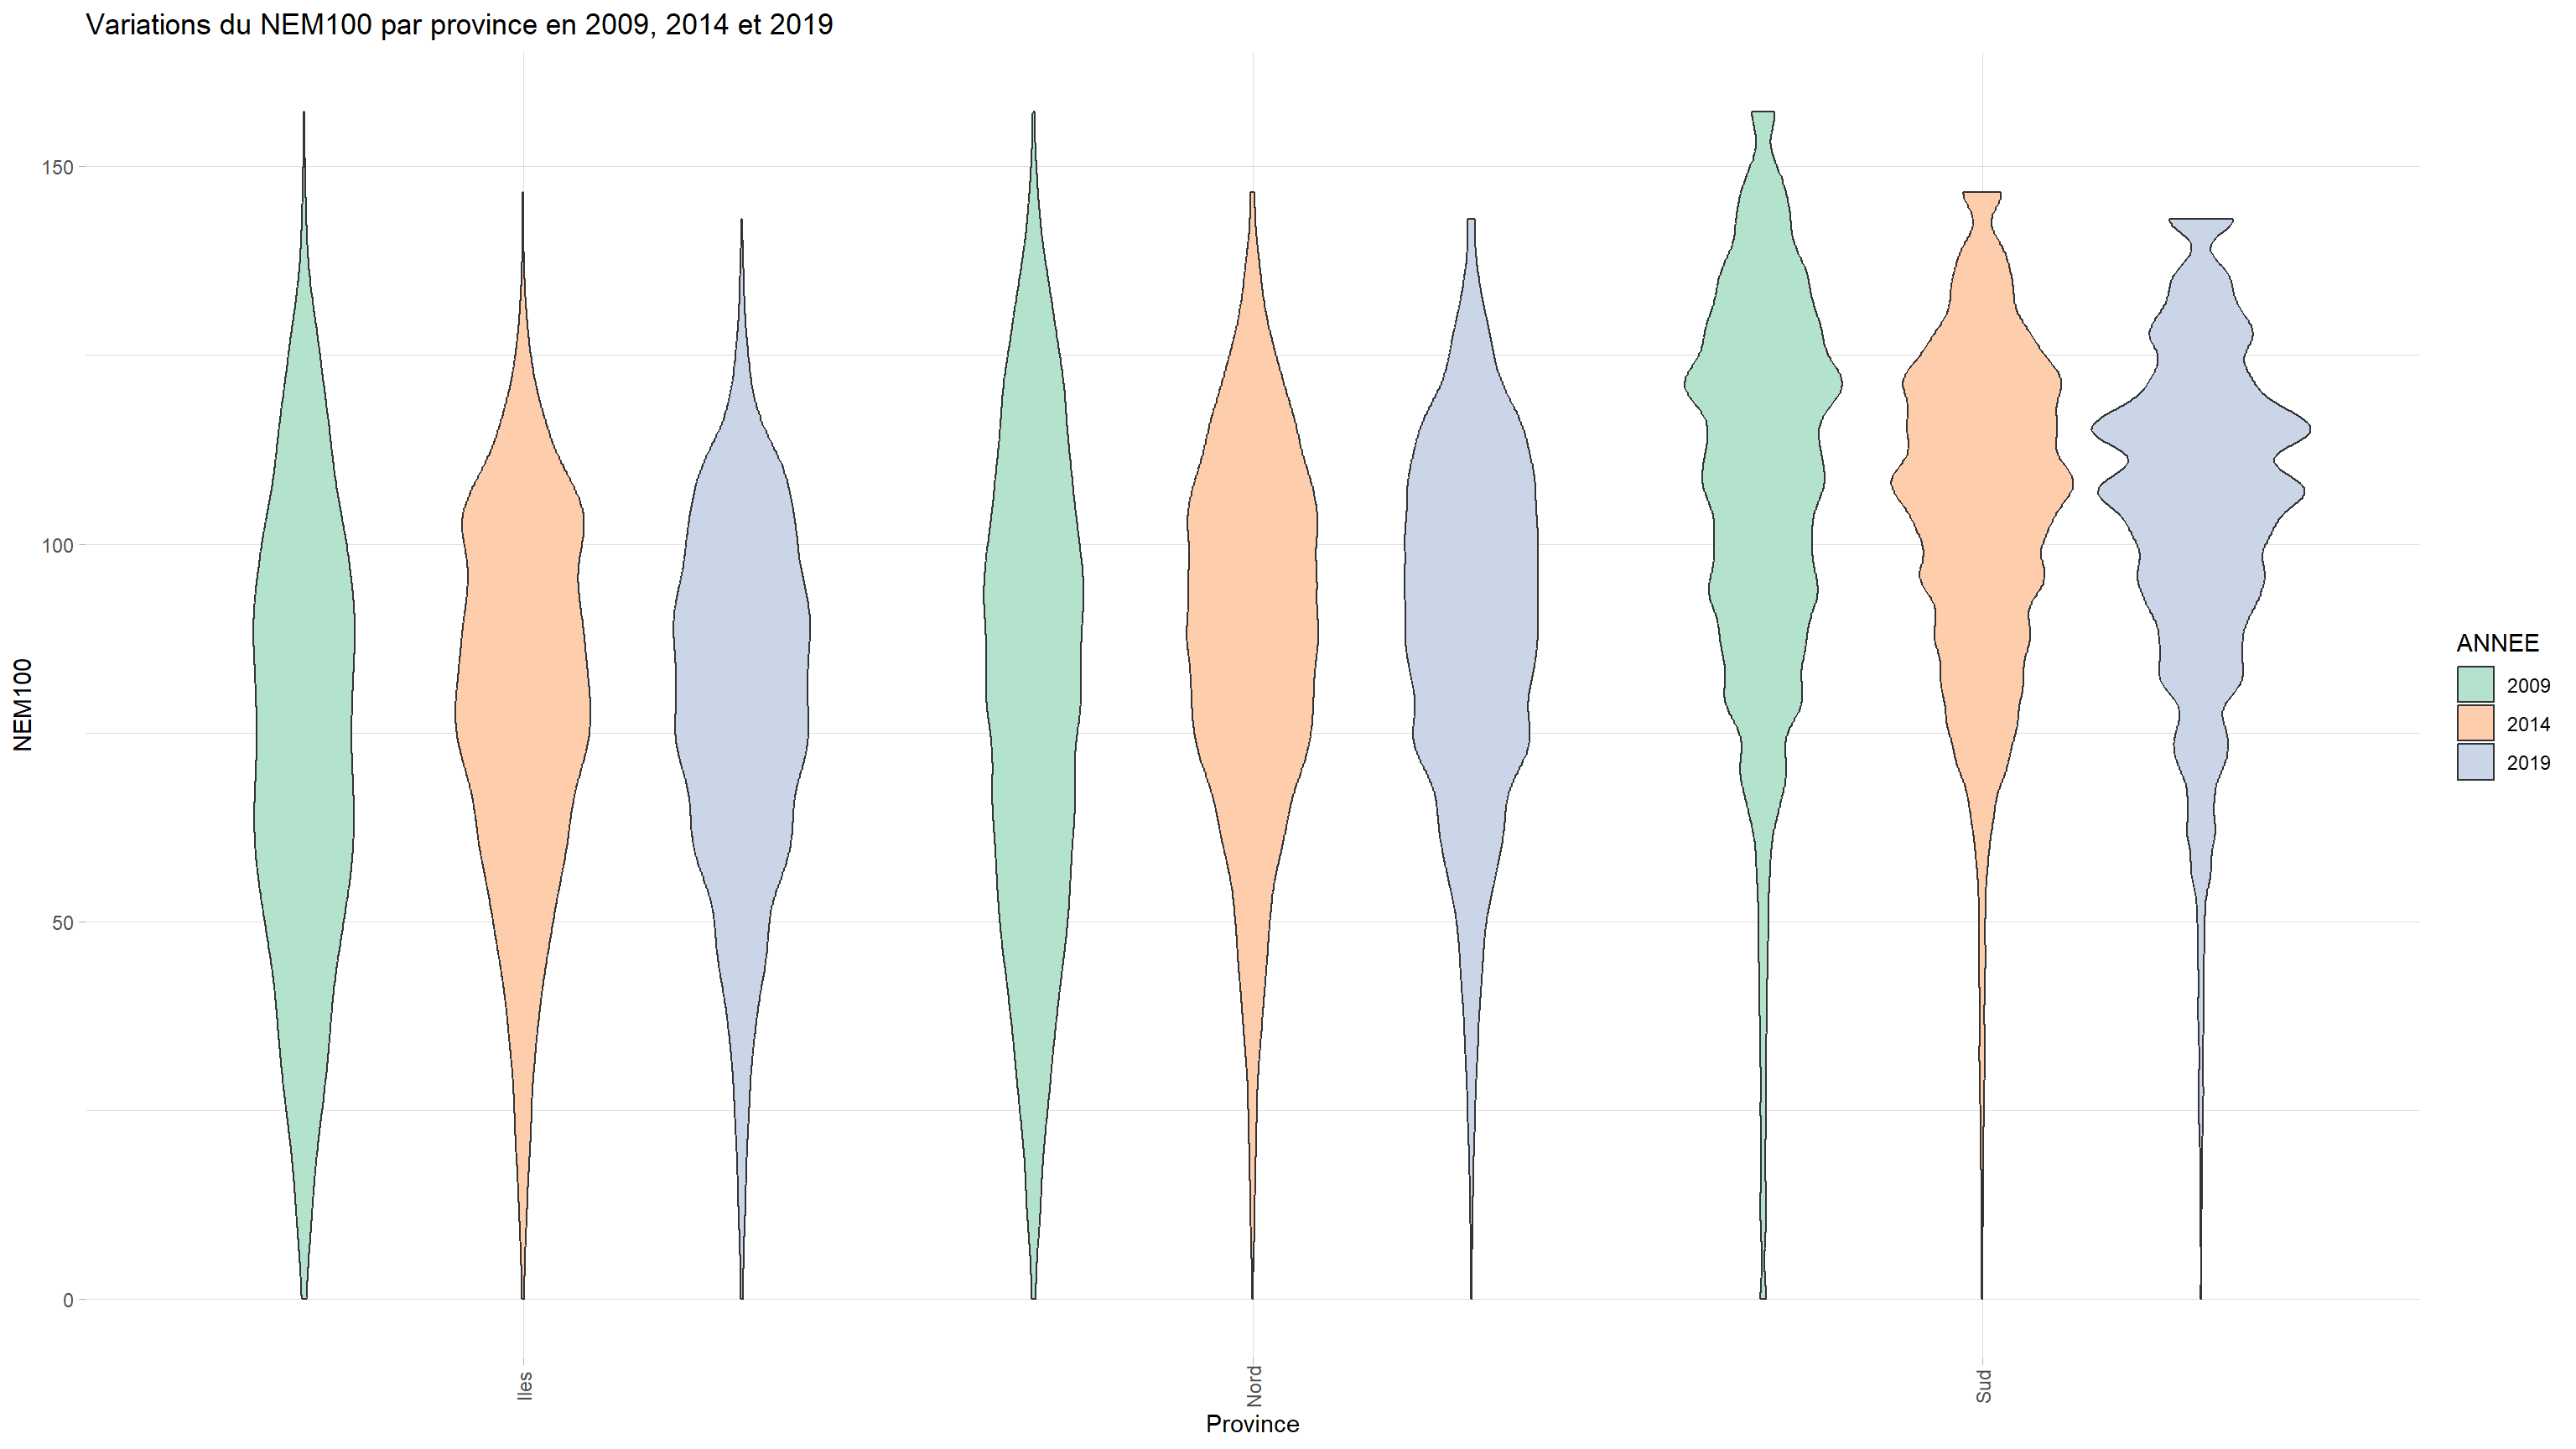 Variations du NEM100 par province en 2009, 2014 et 2019
NEM100
150
100
50
0
Iles
Nord
Sud
Province
ANNEE
2009
2014
2019